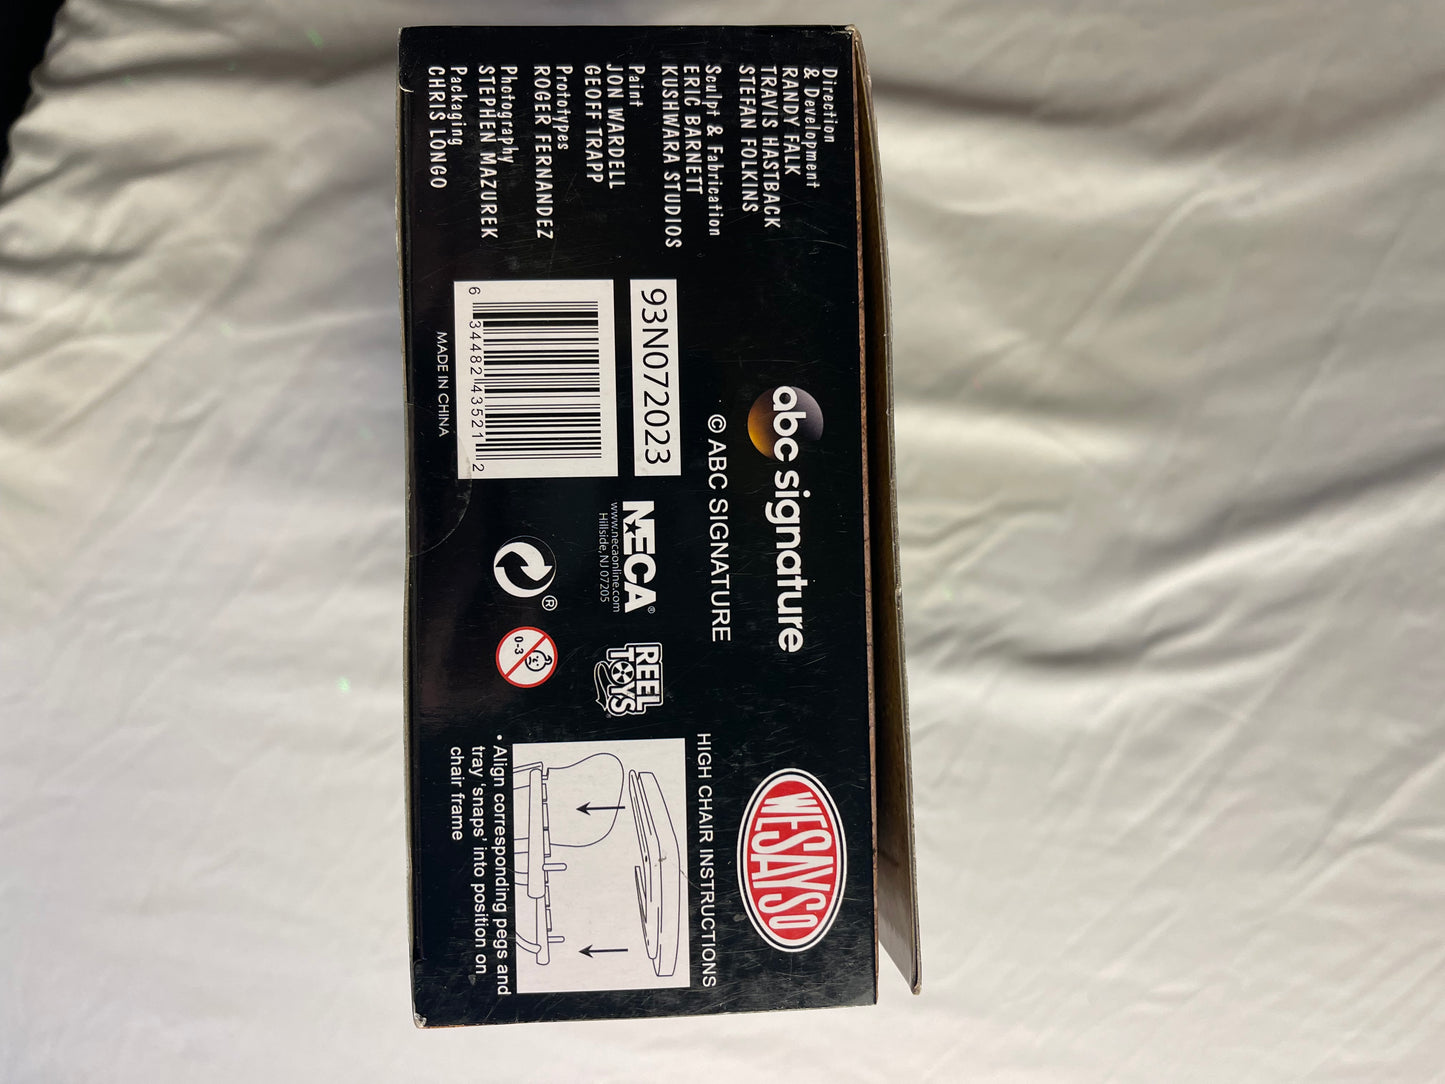 Direction
& Development
RANDY FALK
TRAVIS HASTBACK
STEFAN FOLKINS
Sculpt & Fabrication
ERIC BARNETT
KUSHWARA STUDIOS
Paint
JON WARDELL
GEOFF TRAPP
Prototypes
ROGER FERNANDEZ
Photography
STEPHEN MAZUREK
Packaging
CHRIS LONGO
abc signature
© ABC SIGNATURE
93N072023
6 34482 43521 2
MADE IN CHINA
NECA®
www.necaonline.com
Hillside, NJ 07205
REEL
TOYS®
®
0-3
WESAYSO
HIGH CHAIR INSTRUCTIONS
• Align corresponding pegs and
tray 'snaps' into position on
chair frame